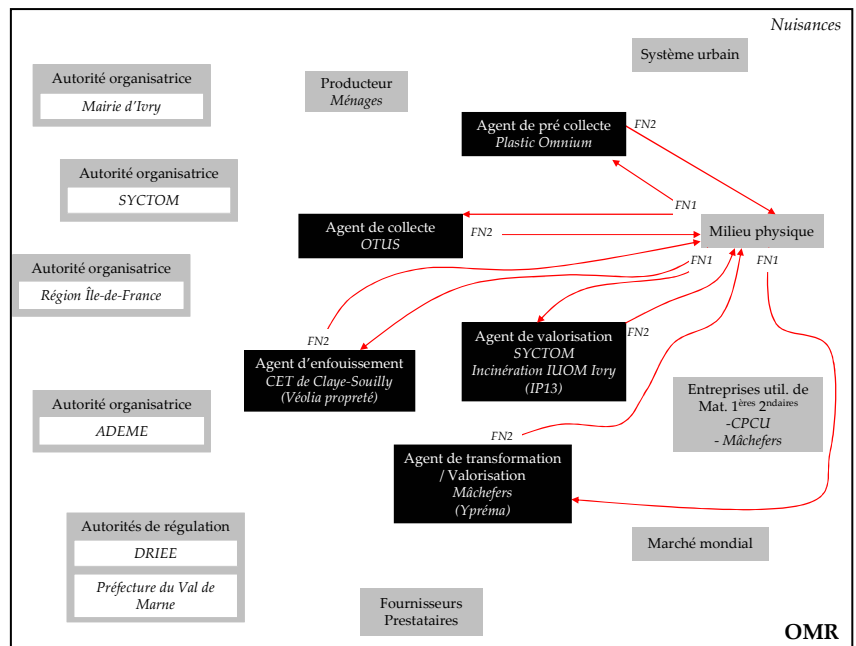 Nuisances
Système urbain
Autorité organisatrice
Mairie d'Ivry
Producteur
Ménages
Agent de pré collecte
Plastic Omnium
FN2
Autorité organisatrice
SYCTOM
FN1
Agent de collecte
OTUS
FN2
Milieu physique
Autorité organisatrice
Région Île-de-France
FN1
FN1
FN2
Agent d'enfouissement
CET de Claye-Souilly
(Véolia propreté)
Agent de valorisation
SYCTOM
Incinération IUOM Ivry
(IP13)
FN2
Autorité organisatrice
ADEME
Entreprises util. de
Mat. 1ères 2ndaires
-CPCU
- Mâchefers
FN2
Agent de transformation
/ Valorisation
Mâchefers
(Ypréma)
Autorités de régulation
DRIEE
Préfecture du Val de
Marne
Marché mondial
Fournisseurs
Prestataires
OMR